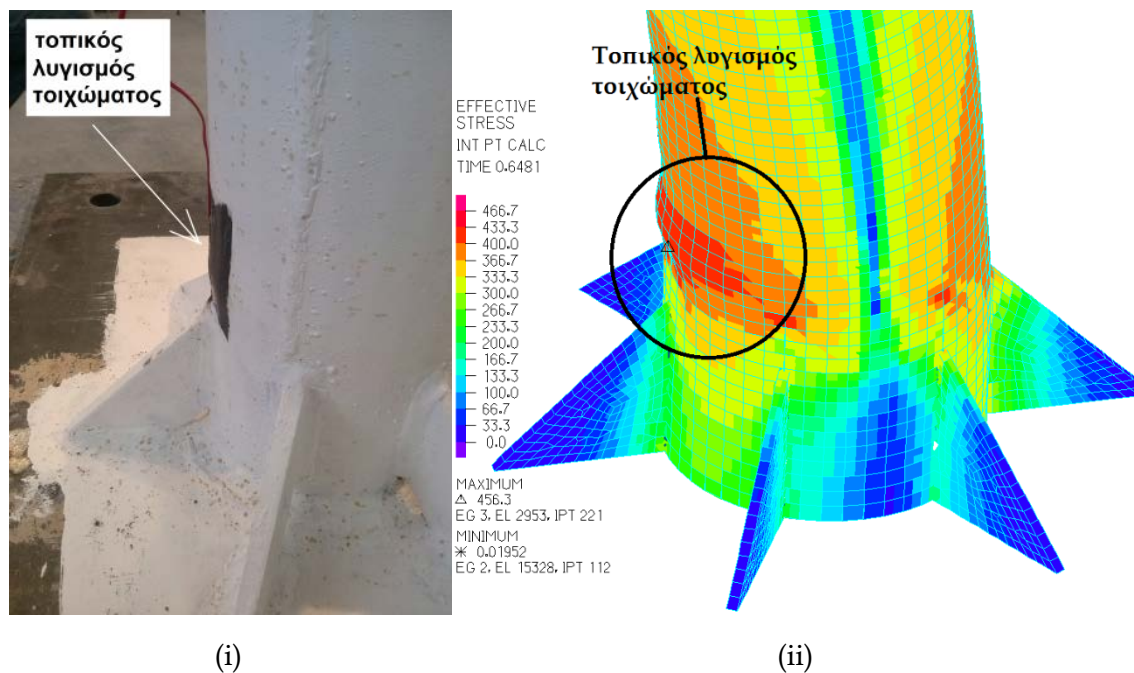 τοπικός
λυγισμός
τοιχώματος
Τοπικός λυγισμός
τοιχώματος
EFFECTIVE
STRESS
INT PT CALC
TIME 0.6481
466.7
433.3
400.0
366.7
333.3
300.0
266.7
233.3
200.0
166.7
133.3
100.0
66.7
33.3
0.0
MAXIMUM
△ 456.3
EG 3, EL 2953, IPT 221
MINIMUM
✳ 0.01952
EG 2, EL 15328, IPT 112
(i)
(ii)